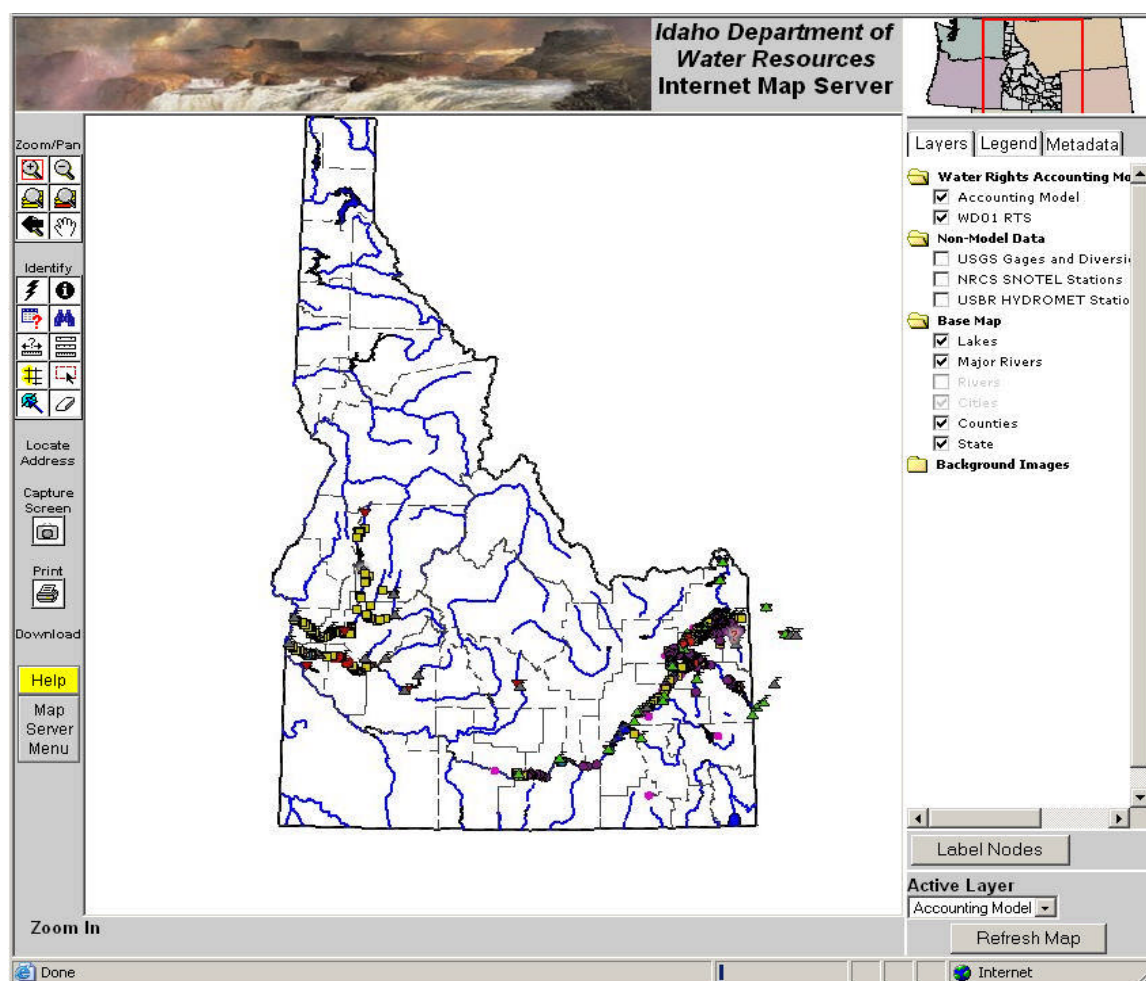 Idaho Department of
Water Resources
Internet Map Server
Zoom/Pan
Identify
Locate
Address
Capture
Screen
Print
Download
Help
Map
Server
Menu
Zoom In
Layers
Legend
Metadata
Water Rights Accounting Mo
Accounting Model
WD01 RTS
Non-Model Data
USGS Gages and Diversi
NRCS SNOTEL Stations
USBR HYDROMET Statio
Base Map
Lakes
Major Rivers
Rivers
Cities
Counties
State
Background Images
Label Nodes
Active Layer
Accounting Model
Refresh Map
Done
Internet